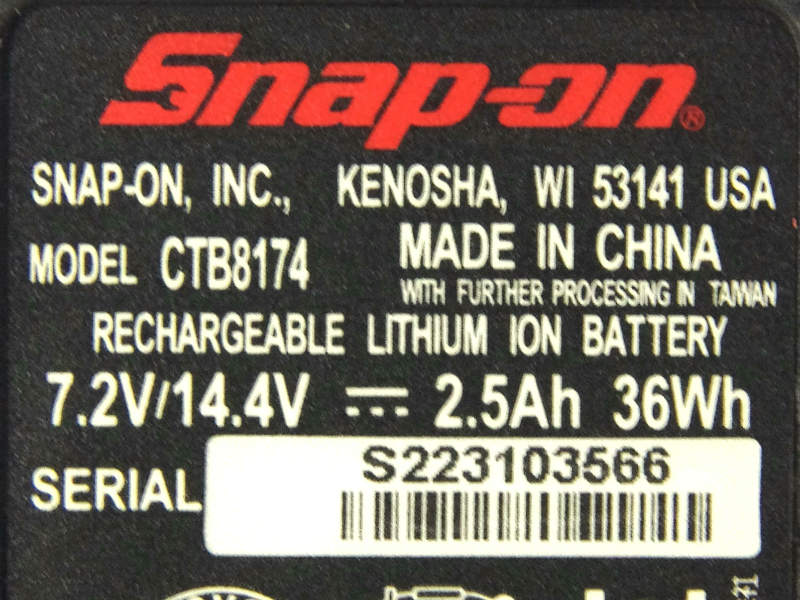 Snap-on®
SNAP-ON, INC., KENOSHA, WI 53141 USA
MODEL CTB8174
MADE IN CHINA
WITH FURTHER PROCESSING IN TAIWAN
RECHARGEABLE LITHIUM ION BATTERY
7.2V/14.4V ⎓ 2.5Ah 36Wh
SERIAL S223103566